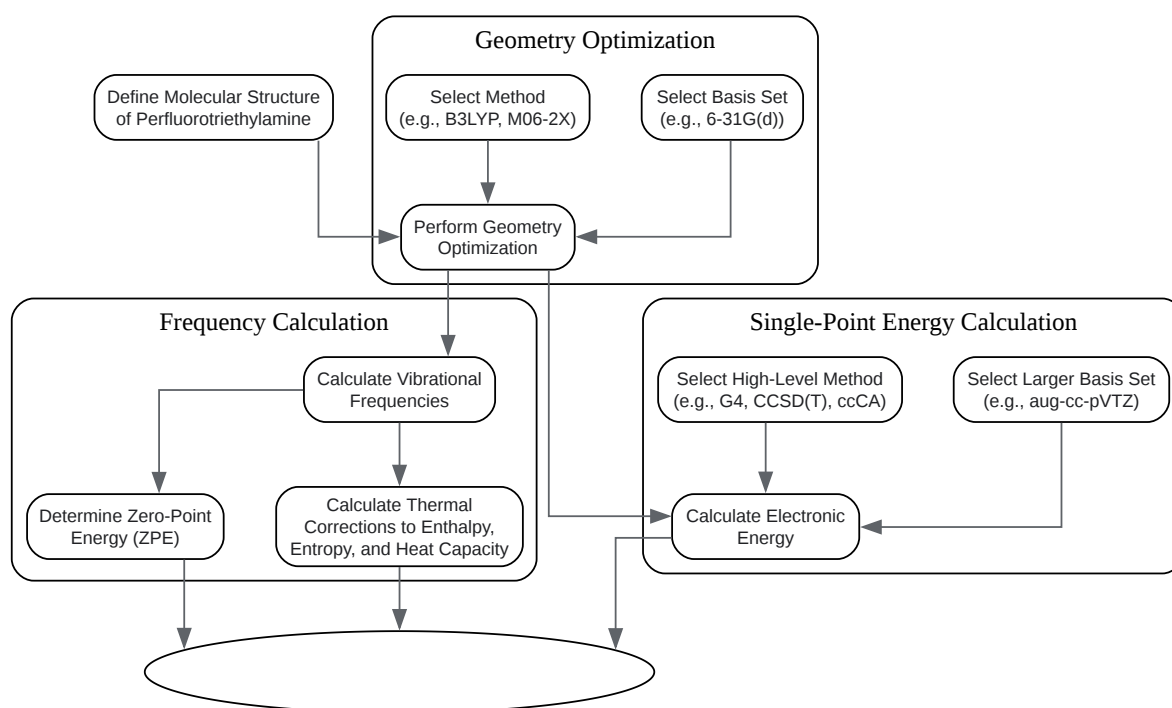 Geometry Optimization
Define Molecular Structure
of Perfluorotriethylamine
Select Method
(e.g., B3LYP, M06-2X)
Select Basis Set
(e.g., 6-31G(d))
Perform Geometry
Optimization
Frequency Calculation
Calculate Vibrational
Frequencies
Determine Zero-Point
Energy (ZPE)
Calculate Thermal
Corrections to Enthalpy,
Entropy, and Heat Capacity
Single-Point Energy Calculation
Select High-Level Method
(e.g., G4, CCSD(T), ccCA)
Select Larger Basis Set
(e.g., aug-cc-pVTZ)
Calculate Electronic
Energy